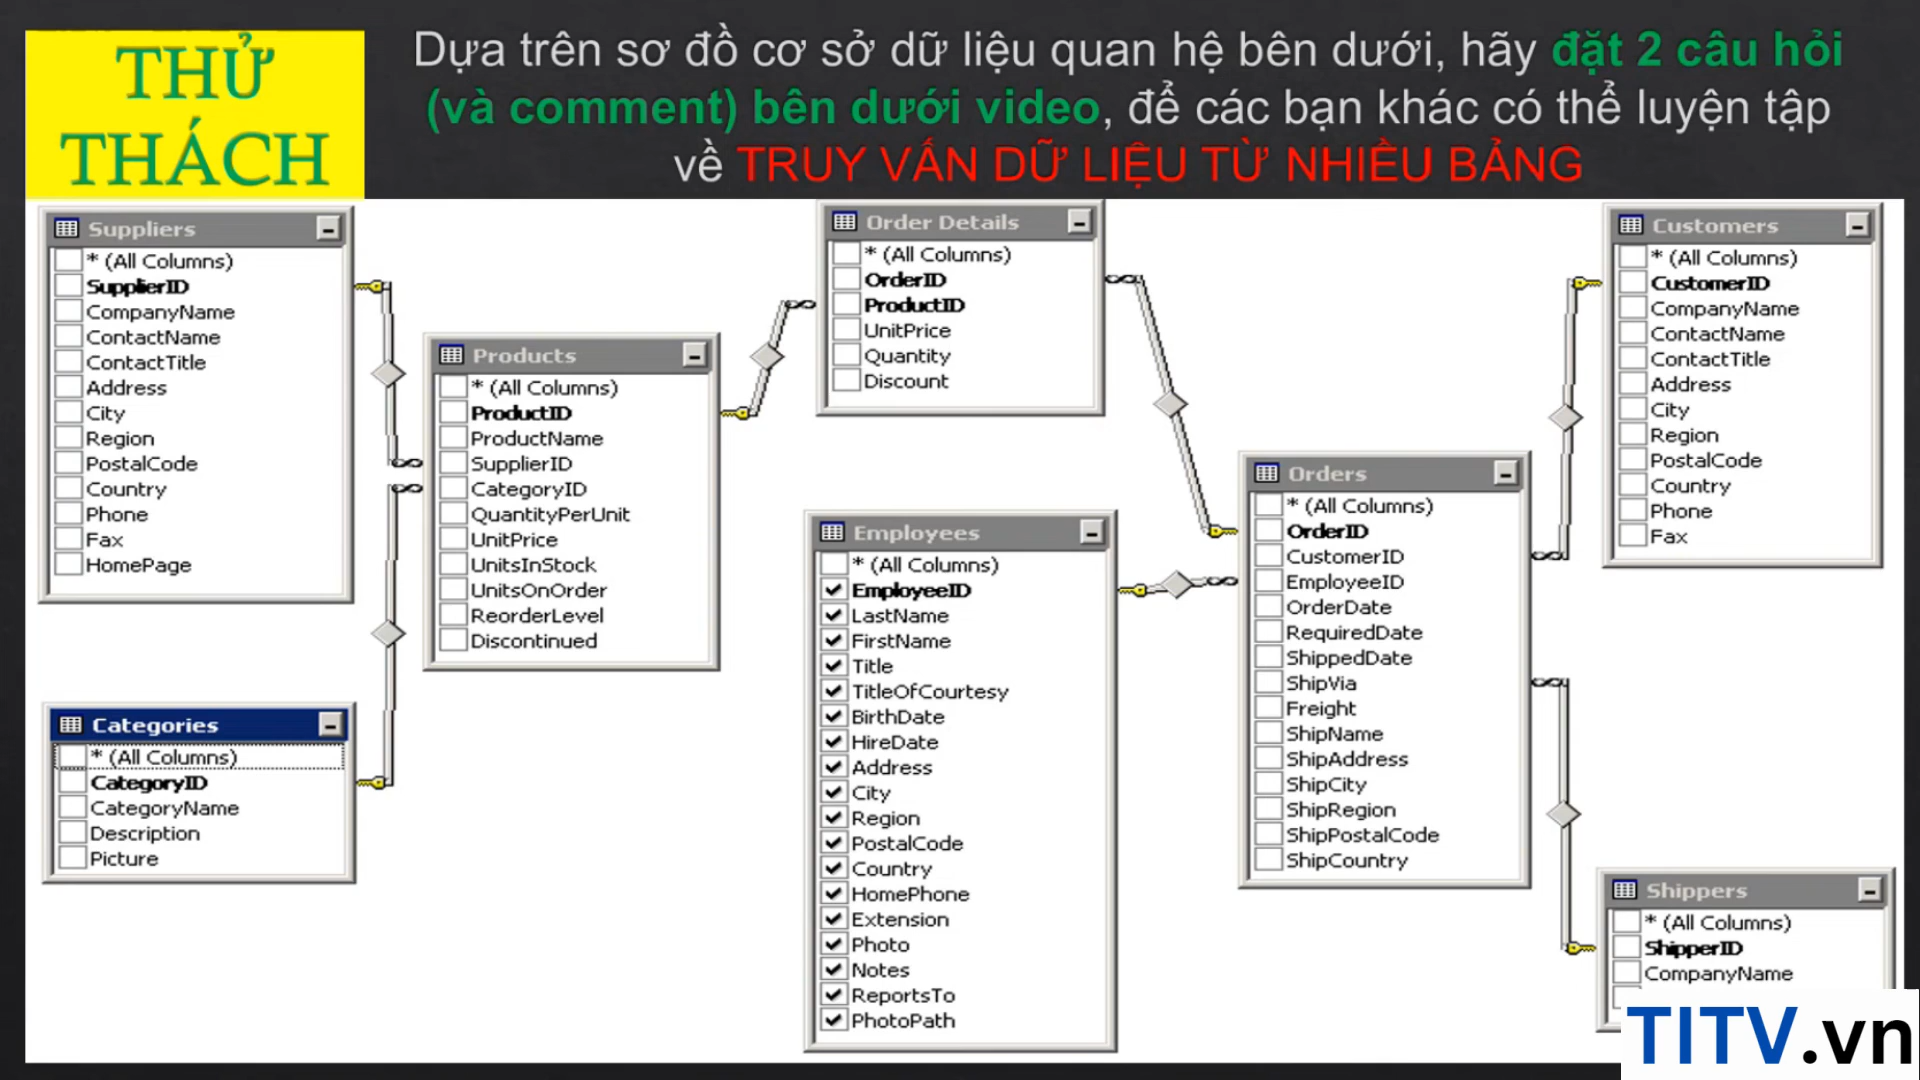 THỬ
THÁCH
Dựa trên sơ đồ cơ sở dữ liệu quan hệ bên dưới, hãy đặt 2 câu hỏi
(và comment) bên dưới video, để các bạn khác có thể luyện tập
về TRUY VẤN DỮ LIỆU TỪ NHIỀU BẢNG
Suppliers
* (All Columns)
SupplierID
CompanyName
ContactName
ContactTitle
Address
City
Region
PostalCode
Country
Phone
Fax
HomePage
Categories
* (All Columns)
CategoryID
CategoryName
Description
Picture
Products
* (All Columns)
ProductID
ProductName
SupplierID
CategoryID
QuantityPerUnit
UnitPrice
UnitsInStock
UnitsOnOrder
ReorderLevel
Discontinued
Order Details
* (All Columns)
OrderID
ProductID
UnitPrice
Quantity
Discount
Employees
* (All Columns)
EmployeeID
LastName
FirstName
Title
TitleOfCourtesy
BirthDate
HireDate
Address
City
Region
PostalCode
Country
HomePhone
Extension
Photo
Notes
ReportsTo
PhotoPath
Orders
* (All Columns)
OrderID
CustomerID
EmployeeID
OrderDate
RequiredDate
ShippedDate
ShipVia
Freight
ShipName
ShipAddress
ShipCity
ShipRegion
ShipPostalCode
ShipCountry
Customers
* (All Columns)
CustomerID
CompanyName
ContactName
ContactTitle
Address
City
Region
PostalCode
Country
Phone
Fax
Shippers
* (All Columns)
ShipperID
CompanyName
TITV.vn